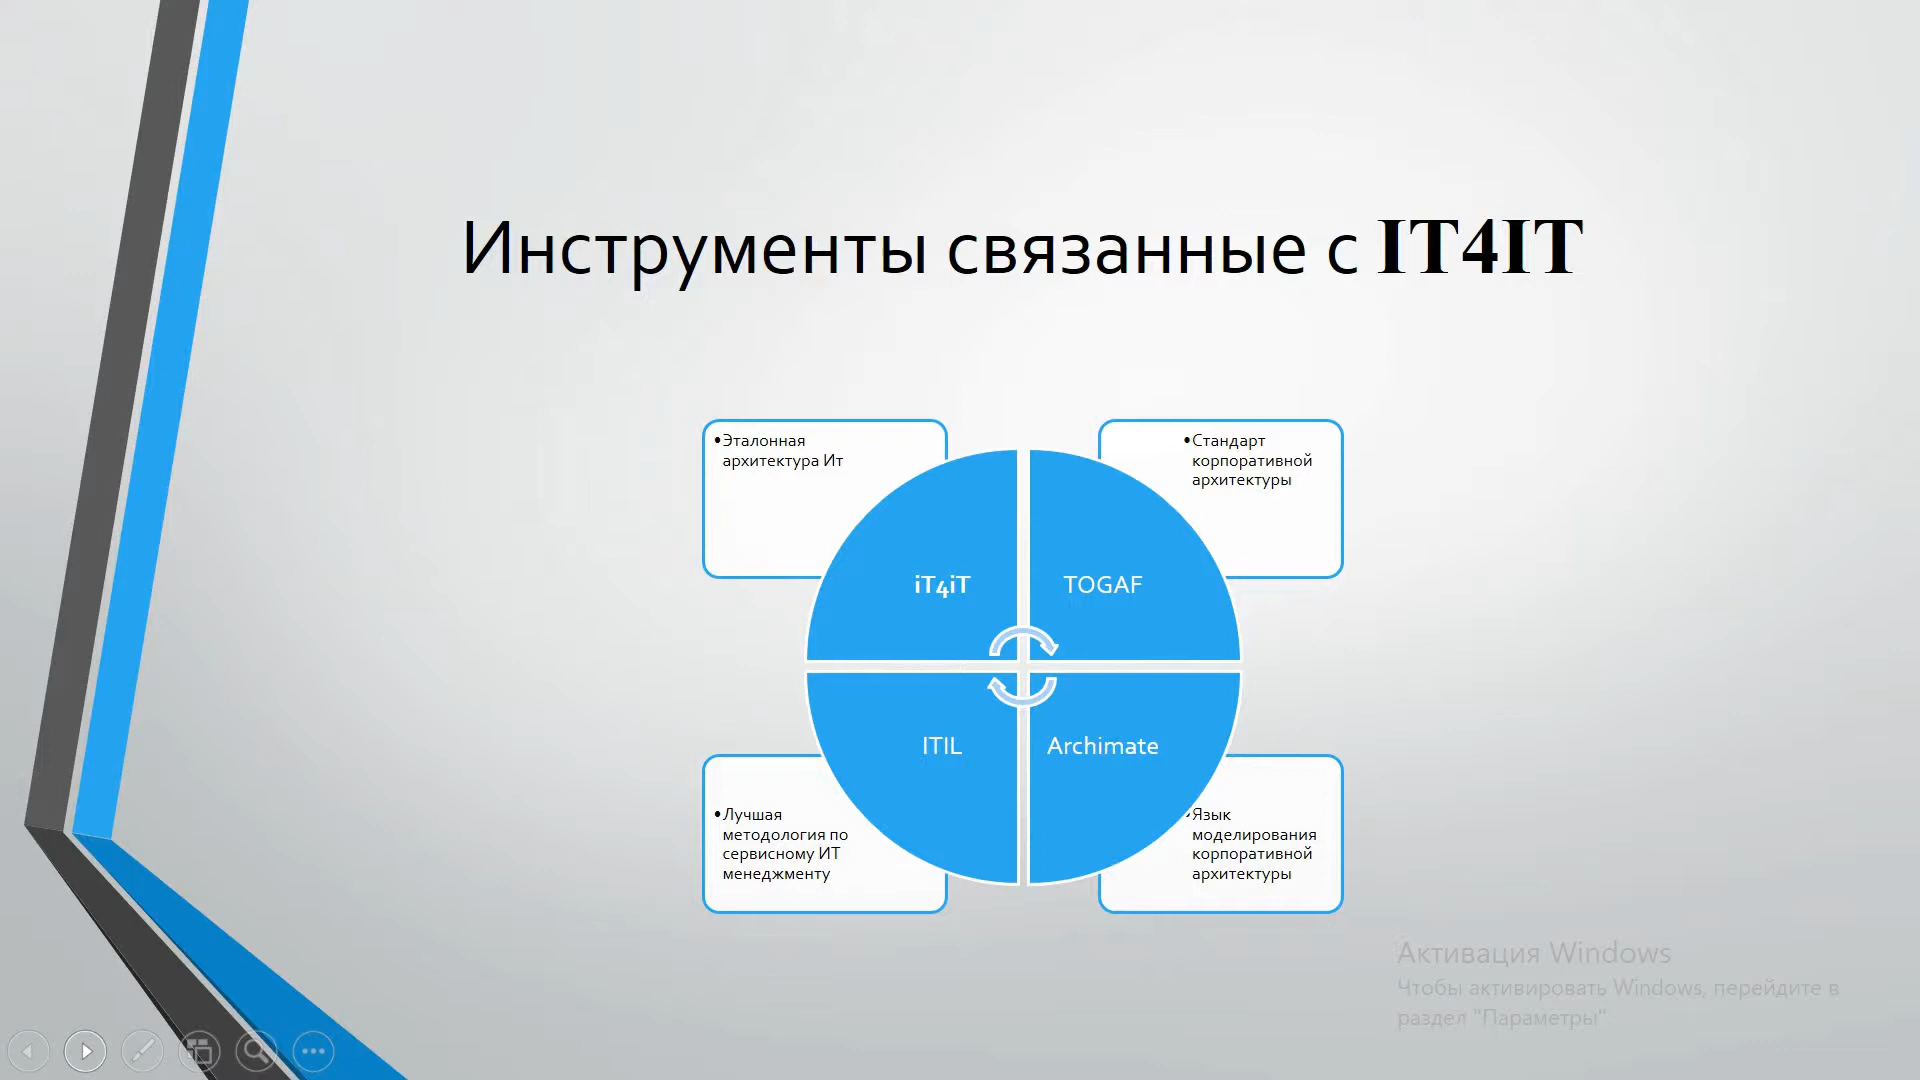 Инструменты связанные с IT4IT
•Эталонная
архитектура Ит
•Стандарт
корпоративной
архитектуры
iT4iT
TOGAF
ITIL
Archimate
•Лучшая
методология по
сервисному ИТ
менеджменту
•Язык
моделирования
корпоративной
архитектуры
Активация Windows
Чтобы активировать Windows, перейдите в
раздел "Параметры"